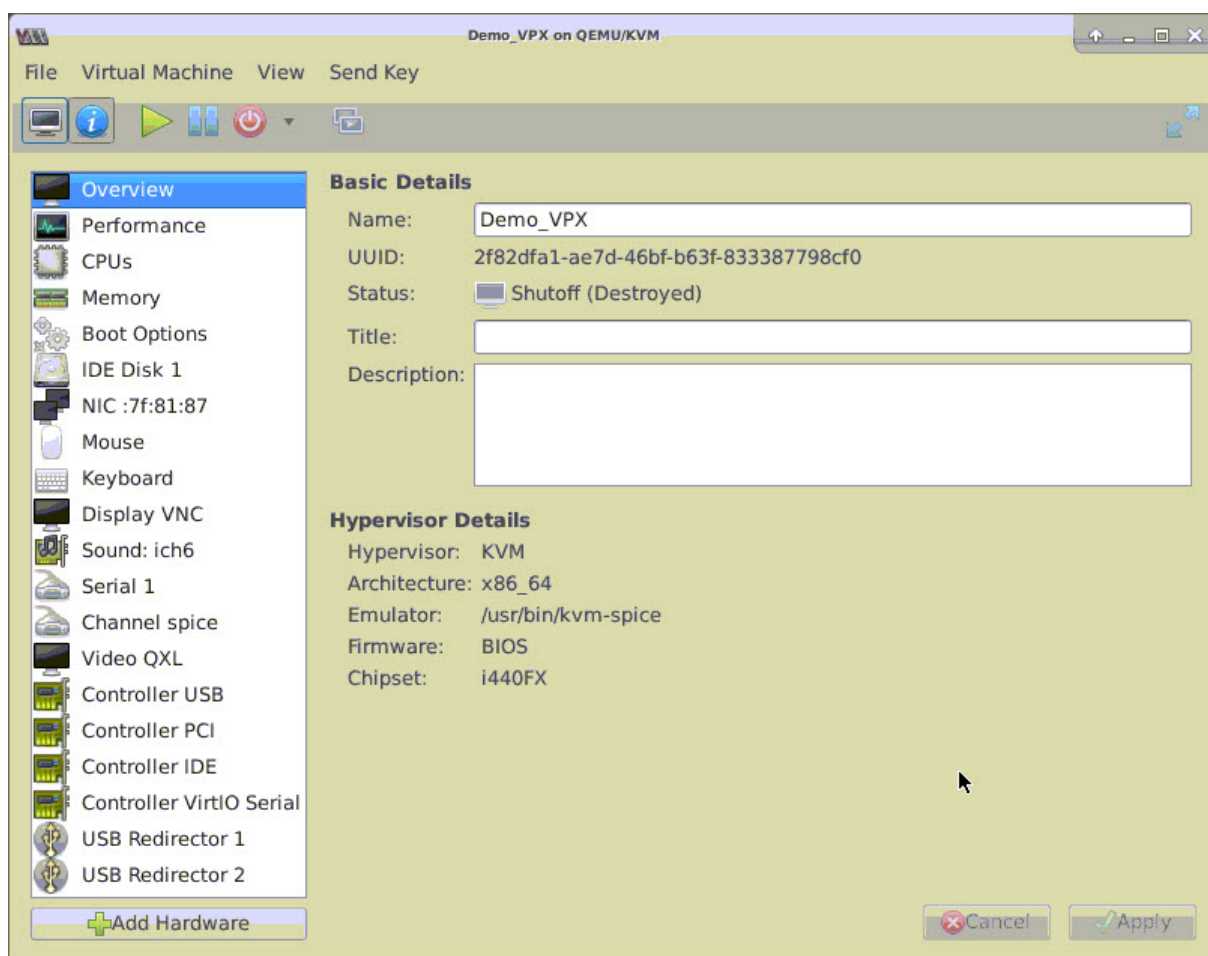 Demo_VPX on QEMU/KVM
File Virtual Machine View Send Key
Overview
Performance
CPUs
Memory
Boot Options
IDE Disk 1
NIC :7f:81:87
Mouse
Keyboard
Display VNC
Sound: ich6
Serial 1
Channel spice
Video QXL
Controller USB
Controller PCI
Controller IDE
Controller VirtIO Serial
USB Redirector 1
USB Redirector 2
Add Hardware
Basic Details
Name: Demo_VPX
UUID: 2f82dfa1-ae7d-46bf-b63f-833387798cf0
Status: Shutoff (Destroyed)
Title:
Description:
Hypervisor Details
Hypervisor: KVM
Architecture: x86_64
Emulator: /usr/bin/kvm-spice
Firmware: BIOS
Chipset: i440FX
Cancel Apply